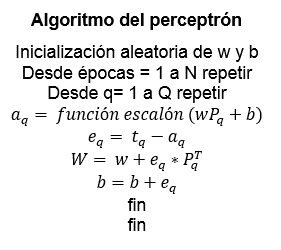 Algoritmo del perceptrón
Inicialización aleatoria de w y b
Desde épocas = 1 a N repetir
Desde q= 1 a Q repetir
𝑎_𝑞 = 𝑓𝑢𝑛𝑐𝑖ó𝑛 𝑒𝑠𝑐𝑎𝑙ó𝑛 (𝑤𝑃_𝑞 + 𝑏)
𝑒_𝑞 = 𝑡_𝑞 − 𝑎_𝑞
𝑊 = 𝑤 + 𝑒_𝑞 ∗ 𝑃_𝑞^𝑇
𝑏 = 𝑏 + 𝑒_𝑞
fin
fin